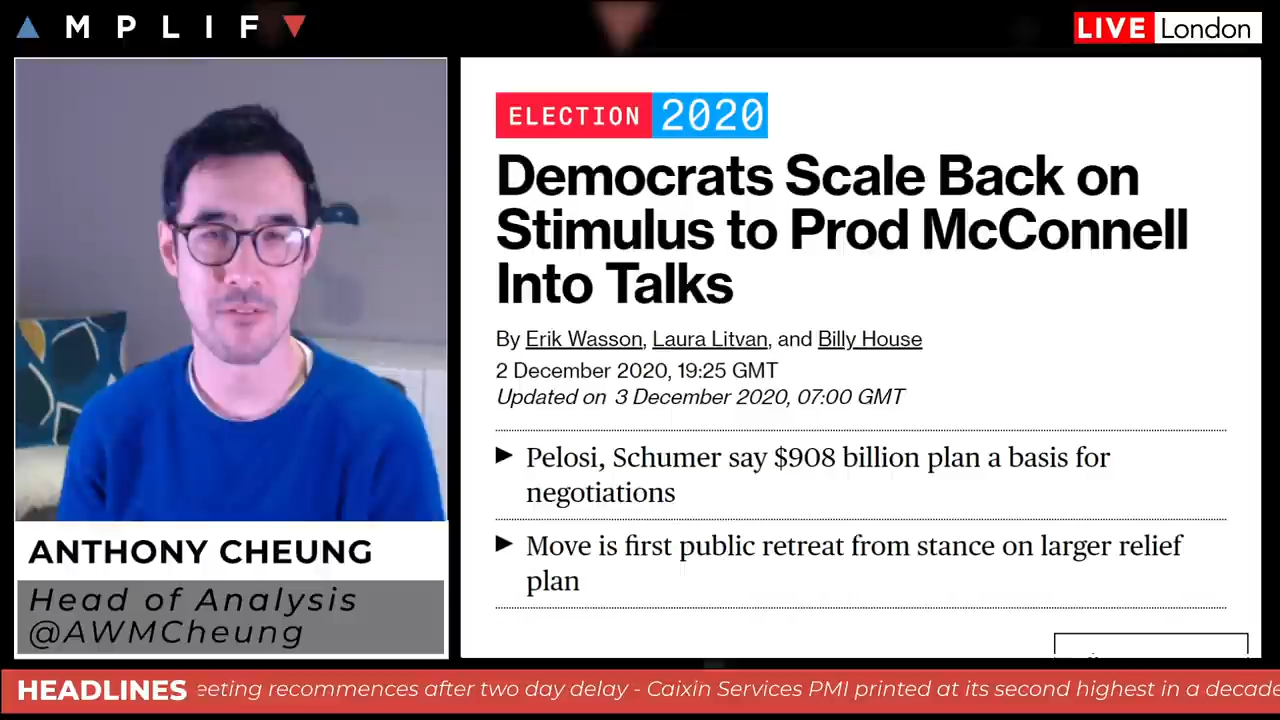 ▲ M P L I F ▼
LIVE London
ELECTION 2020
Democrats Scale Back on
Stimulus to Prod McConnell
Into Talks
By Erik Wasson, Laura Litvan, and Billy House
2 December 2020, 19:25 GMT
Updated on 3 December 2020, 07:00 GMT
► Pelosi, Schumer say $908 billion plan a basis for
negotiations
► Move is first public retreat from stance on larger relief
plan
ANTHONY CHEUNG
Head of Analysis
@AWMCheung
HEADLINES eeting recommences after two day delay - Caixin Services PMI printed at its second highest in a decade